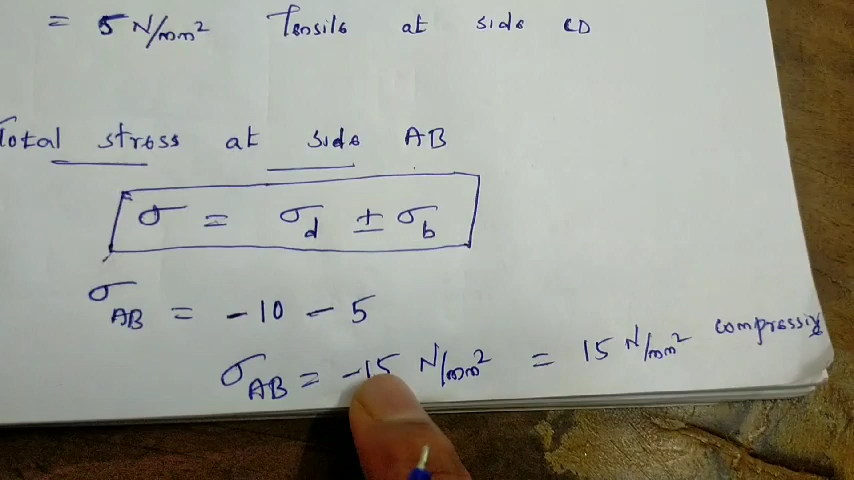 = 5 N/mm² Tensile at side CD
Total stress at side AB
σ = σd ± σb
σAB = -10 - 5
σAB = -15 N/mm² = 15 N/mm² compressive